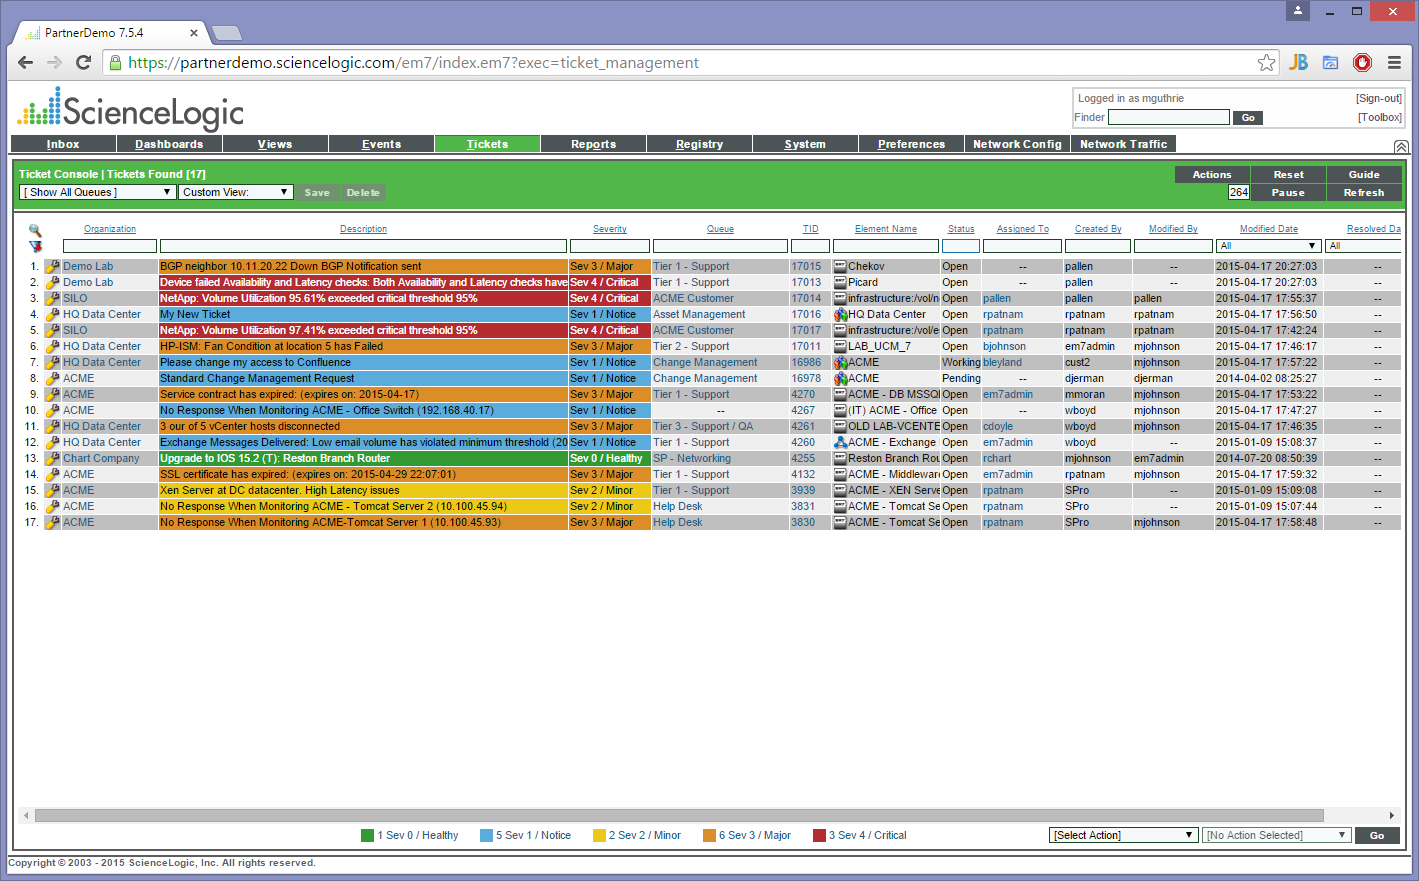 PartnerDemo 7.5.4
https://partnerdemo.sciencelogic.com/em7/index.em7?exec=ticket_management
JB
ScienceLogic
Logged in as mguthrie [Sign-out]
Finder Go [Toolbox]
Inbox Dashboards Views Events Tickets Reports Registry System Preferences Network Config Network Traffic
Ticket Console | Tickets Found [17] Actions Reset Guide
[ Show All Queues ] Custom View: Save Delete 264 Pause Refresh
Organization Description Severity Queue TID Element Name Status Assigned To Created By Modified By Modified Date Resolved Da
All All
1. Demo Lab BGP neighbor 10.11.20.22 Down BGP Notification sent Sev 3 / Major Tier 1 - Support 17015 Chekov Open -- pallen -- 2015-04-17 20:27:03 --
2. Demo Lab Device failed Availability and Latency checks: Both Availability and Latency checks have Sev 4 / Critical Tier 1 - Support 17013 Picard Open -- pallen -- 2015-04-17 20:27:03 --
3. SILO NetApp: Volume Utilization 95.61% exceeded critical threshold 95% Sev 4 / Critical ACME Customer 17014 infrastructure:/vol/n Open pallen pallen pallen 2015-04-17 17:55:37 --
4. HQ Data Center My New Ticket Sev 1 / Notice Asset Management 17016 HQ Data Center Open rpatnam rpatnam rpatnam 2015-04-17 17:56:50 --
5. SILO NetApp: Volume Utilization 97.41% exceeded critical threshold 95% Sev 4 / Critical ACME Customer 17017 infrastructure:/vol/e Open rpatnam rpatnam rpatnam 2015-04-17 17:42:24 --
6. HQ Data Center HP-ISM: Fan Condition at location 5 has Failed Sev 3 / Major Tier 2 - Support 17011 LAB_UCM_7 Open bjohnson em7admin mjohnson 2015-04-17 17:46:17 --
7. HQ Data Center Please change my access to Confluence Sev 1 / Notice Change Management 16986 ACME Working bleyland cust2 mjohnson 2015-04-17 17:57:22 --
8. ACME Standard Change Management Request Sev 1 / Notice Change Management 16978 ACME Pending -- djerman djerman 2014-04-02 08:25:27 --
9. ACME Service contract has expired: (expires on: 2015-04-17) Sev 3 / Major Tier 1 - Support 4270 ACME - DB MSSQL Open em7admin mmoran mjohnson 2015-04-17 17:53:22 --
10. ACME No Response When Monitoring ACME - Office Switch (192.168.40.17) Sev 1 / Notice -- 4267 (IT) ACME - Office Open -- wboyd mjohnson 2015-04-17 17:47:27 --
11. HQ Data Center 3 our of 5 vCenter hosts disconnected Sev 3 / Major Tier 3 - Support / QA 4261 OLD LAB-VCENTE Open cdoyle wboyd mjohnson 2015-04-17 17:46:35 --
12. HQ Data Center Exchange Messages Delivered: Low email volume has violated minimum threshold (20 Sev 1 / Notice Tier 1 - Support 4260 ACME - Exchange Open em7admin wboyd -- 2015-01-09 15:08:37 --
13. Chart Company Upgrade to IOS 15.2 (T): Reston Branch Router Sev 0 / Healthy SP - Networking 4255 Reston Branch Rou Open rchart mjohnson em7admin 2014-07-20 08:50:39 --
14. ACME SSL certificate has expired: (expires on: 2015-04-29 22:07:01) Sev 3 / Major Tier 1 - Support 4132 ACME - Middleware Open em7admin rpatnam mjohnson 2015-04-17 17:59:32 --
15. ACME Xen Server at DC datacenter. High Latency issues Sev 2 / Minor Tier 1 - Support 3939 ACME - XEN Serve Open rpatnam SPro -- 2015-01-09 15:09:08 --
16. ACME No Response When Monitoring ACME - Tomcat Server 2 (10.100.45.94) Sev 2 / Minor Help Desk 3831 ACME - Tomcat Se Open rpatnam SPro -- 2015-01-09 15:07:44 --
17. ACME No Response When Monitoring ACME-Tomcat Server 1 (10.100.45.93) Sev 3 / Major Help Desk 3830 ACME - Tomcat Se Open rpatnam SPro mjohnson 2015-04-17 17:58:48 --
1 Sev 0 / Healthy 5 Sev 1 / Notice 2 Sev 2 / Minor 6 Sev 3 / Major 3 Sev 4 / Critical [Select Action] [No Action Selected] Go
Copyright © 2003 - 2015 ScienceLogic, Inc. All rights reserved.